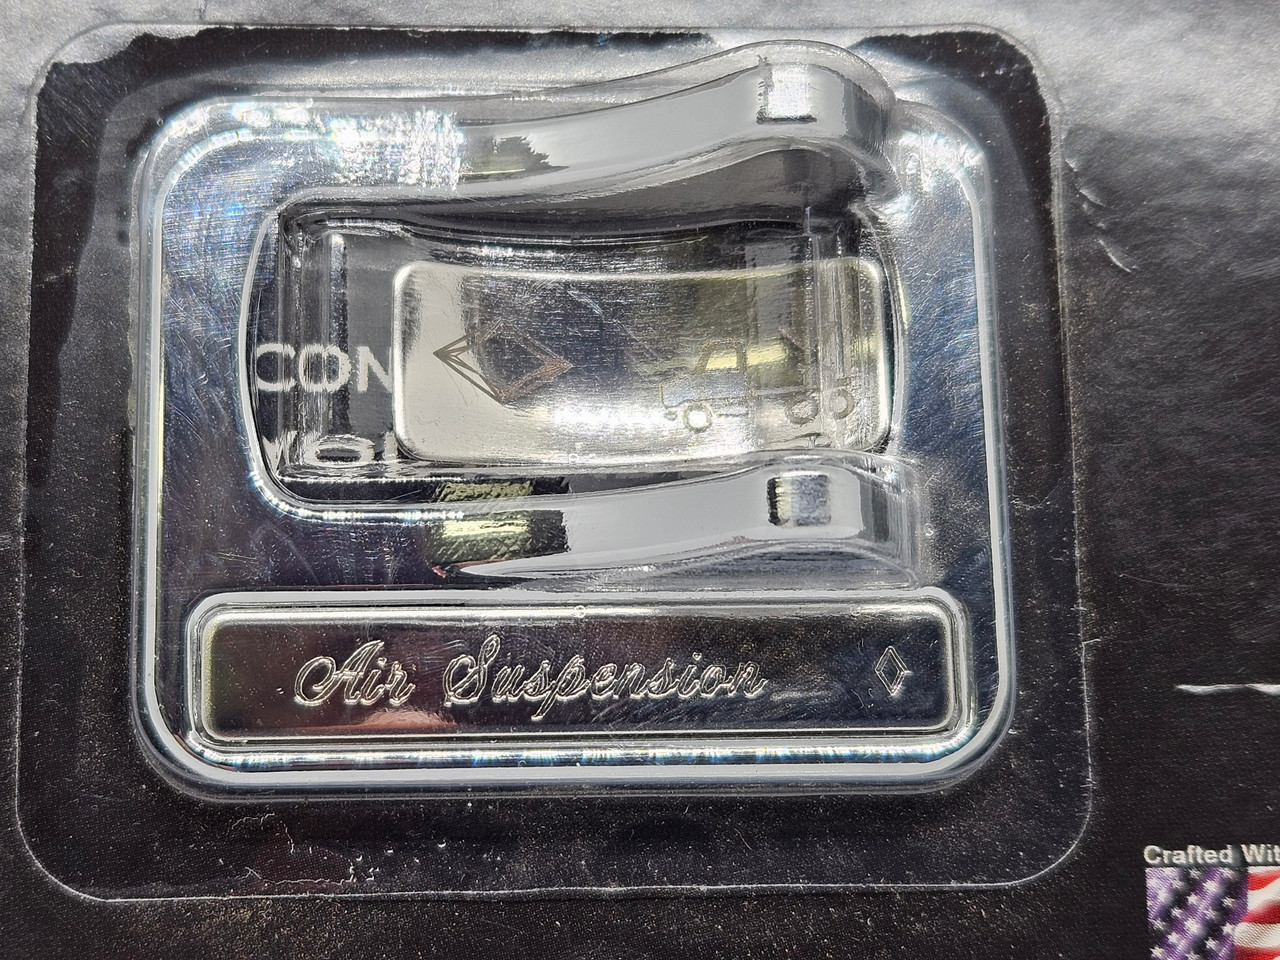 CON
Air Suspension
Crafted Wit